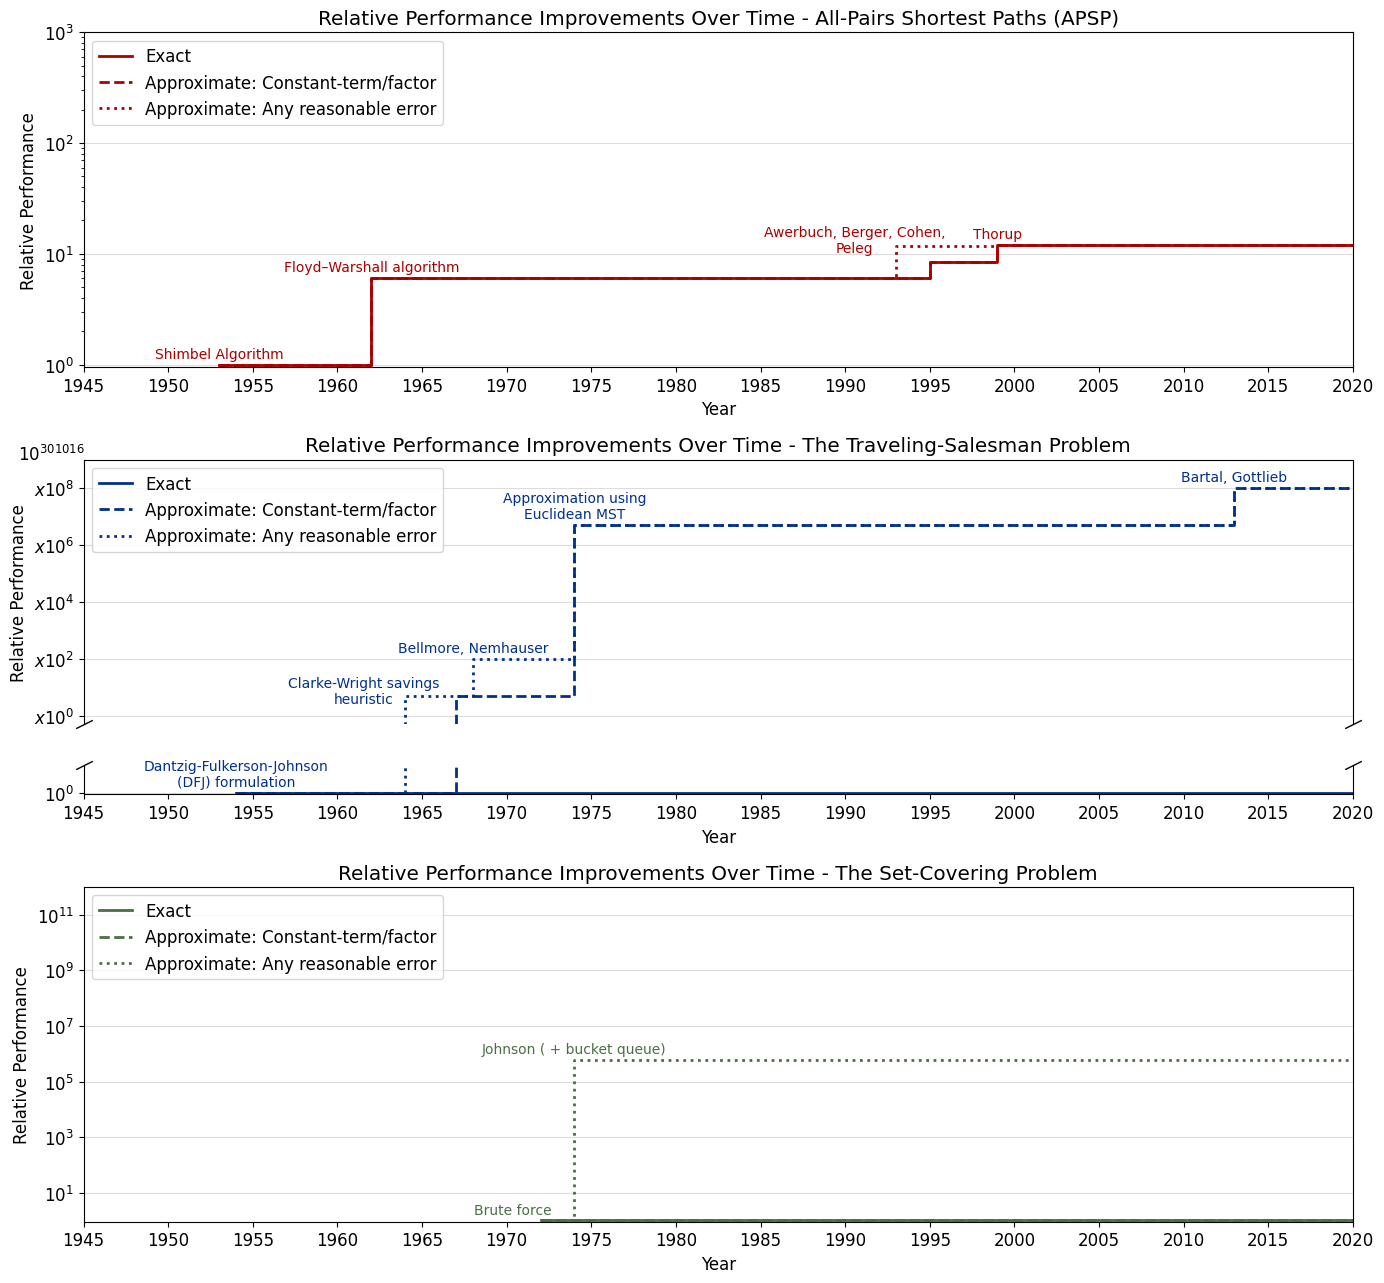 Relative Performance Improvements Over Time - All-Pairs Shortest Paths (APSP)
10³
10²
10¹
10⁰
Relative Performance
Exact
Approximate: Constant-term/factor
Approximate: Any reasonable error
Awerbuch, Berger, Cohen,
Peleg
Thorup
Floyd–Warshall algorithm
Shimbel Algorithm
1945 1950 1955 1960 1965 1970 1975 1980 1985 1990 1995 2000 2005 2010 2015 2020
Year
Relative Performance Improvements Over Time - The Traveling-Salesman Problem
10³⁰¹⁰¹⁶
x10⁸
x10⁶
x10⁴
x10²
x10⁰
10⁰
Relative Performance
Exact
Approximate: Constant-term/factor
Approximate: Any reasonable error
Bartal, Gottlieb
Approximation using
Euclidean MST
Bellmore, Nemhauser
Clarke-Wright savings
heuristic
Dantzig-Fulkerson-Johnson
(DFJ) formulation
1945 1950 1955 1960 1965 1970 1975 1980 1985 1990 1995 2000 2005 2010 2015 2020
Year
Relative Performance Improvements Over Time - The Set-Covering Problem
10¹¹
10⁹
10⁷
10⁵
10³
10¹
Relative Performance
Exact
Approximate: Constant-term/factor
Approximate: Any reasonable error
Johnson ( + bucket queue)
Brute force
1945 1950 1955 1960 1965 1970 1975 1980 1985 1990 1995 2000 2005 2010 2015 2020
Year